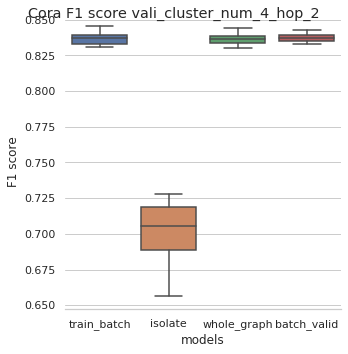 Cora F1 score vali_cluster_num_4_hop_2
0.850
0.825
0.800
0.775
0.750
0.725
0.700
0.675
0.650
F1 score
train_batch isolate whole_graph batch_valid
models